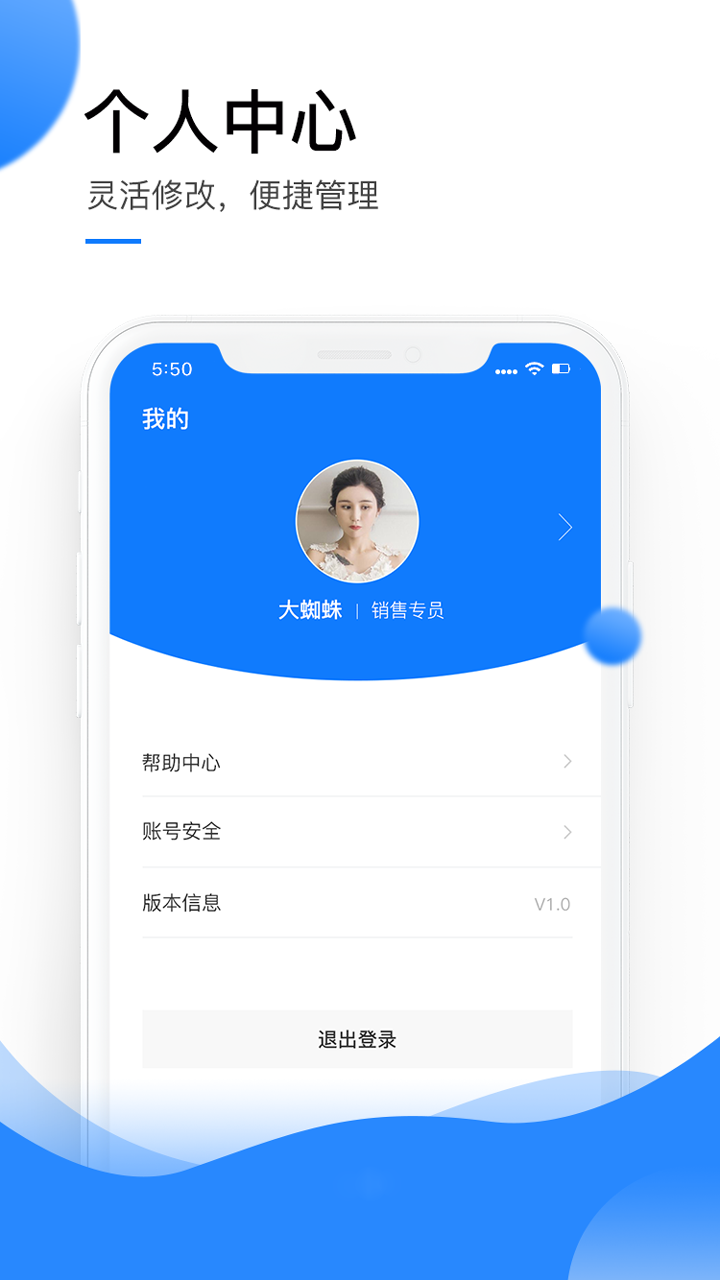 个人中心
灵活修改，便捷管理
5:50
我的
大蜘蛛 | 销售专员
帮助中心
账号安全
版本信息 V1.0
退出登录